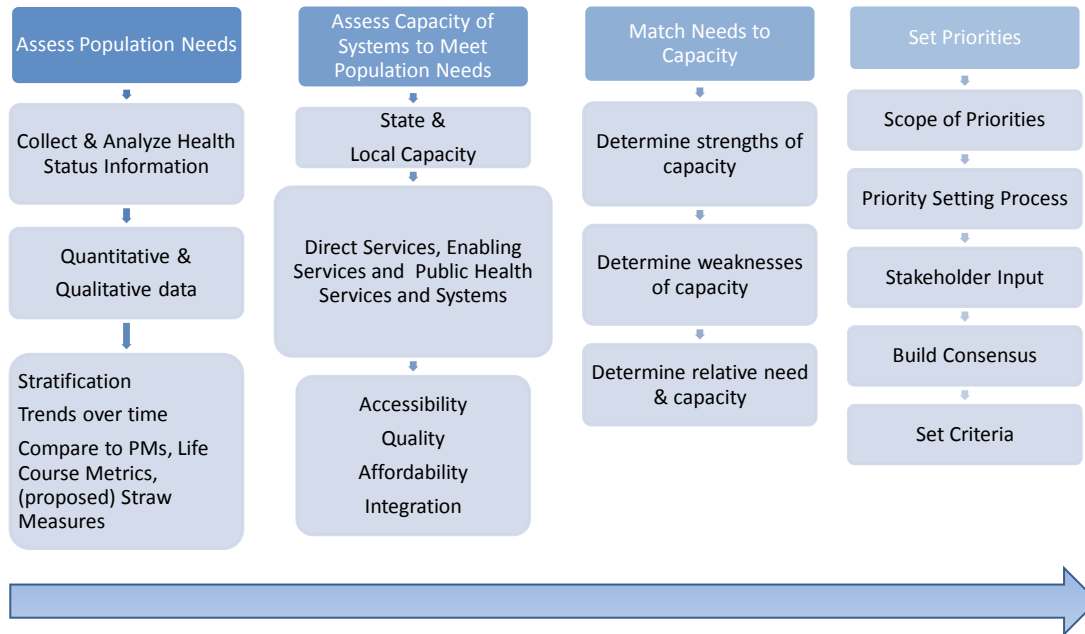 Assess Population Needs
Collect & Analyze Health
Status Information
Quantitative &
Qualitative data
Stratification
Trends over time
Compare to PMs, Life
Course Metrics,
(proposed) Straw
Measures
Assess Capacity of
Systems to Meet
Population Needs
State &
Local Capacity
Direct Services, Enabling
Services and Public Health
Services and Systems
Accessibility
Quality
Affordability
Integration
Match Needs to
Capacity
Determine strengths of
capacity
Determine weaknesses
of capacity
Determine relative need
& capacity
Set Priorities
Scope of Priorities
Priority Setting Process
Stakeholder Input
Build Consensus
Set Criteria